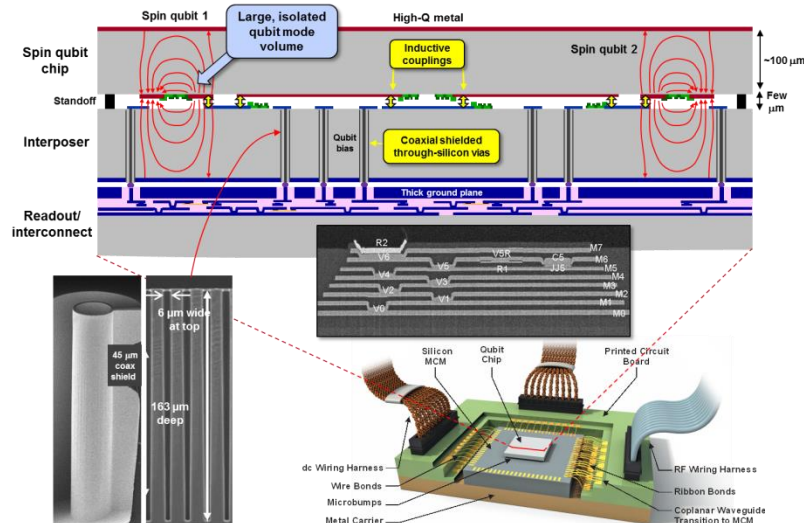 Spin qubit 1
Large, isolated
qubit mode
volume
High-Q metal
Inductive
couplings
Spin qubit 2
Spin qubit
chip
~100 μm
Standoff
Few
μm
Interposer
Qubit
bias
Coaxial shielded
through-silicon vias
Thick ground plane
Readout/
interconnect
R2
V6
V5
V5R
R1
C5
JJ5
M7
M6
M5
M4
M3
M2
M1
M0
V4
V3
V2
V1
V0
6 μm wide
at top
45 μm
coax
shield
163 μm
deep
Silicon
MCM
Qubit
Chip
Printed Circuit
Board
dc Wiring Harness
Wire Bonds
Microbumps
Metal Carrier
RF Wiring Harness
Ribbon Bonds
Coplanar Waveguide
Transition to MCM